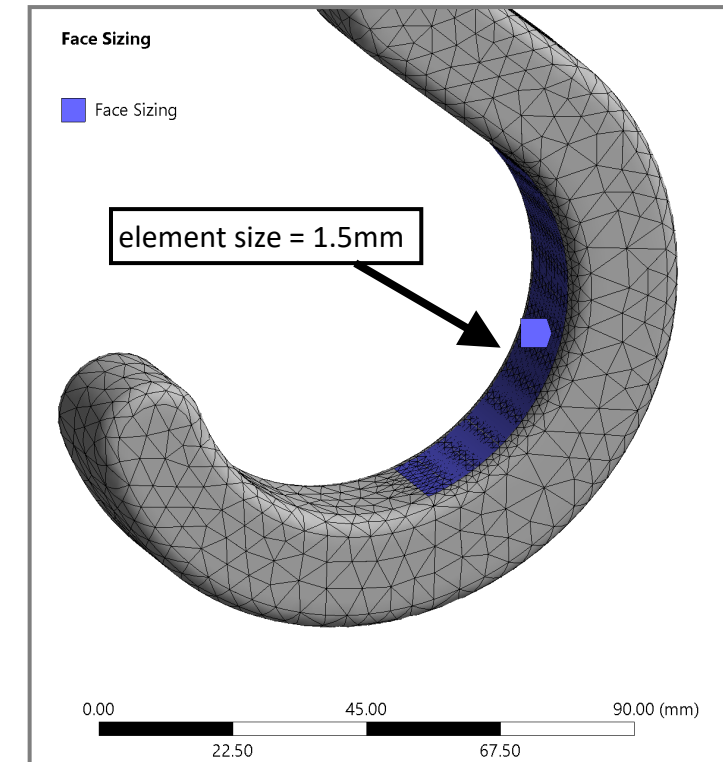 Face Sizing
Face Sizing
element size = 1.5mm
0.00 45.00 90.00 (mm)
22.50 67.50